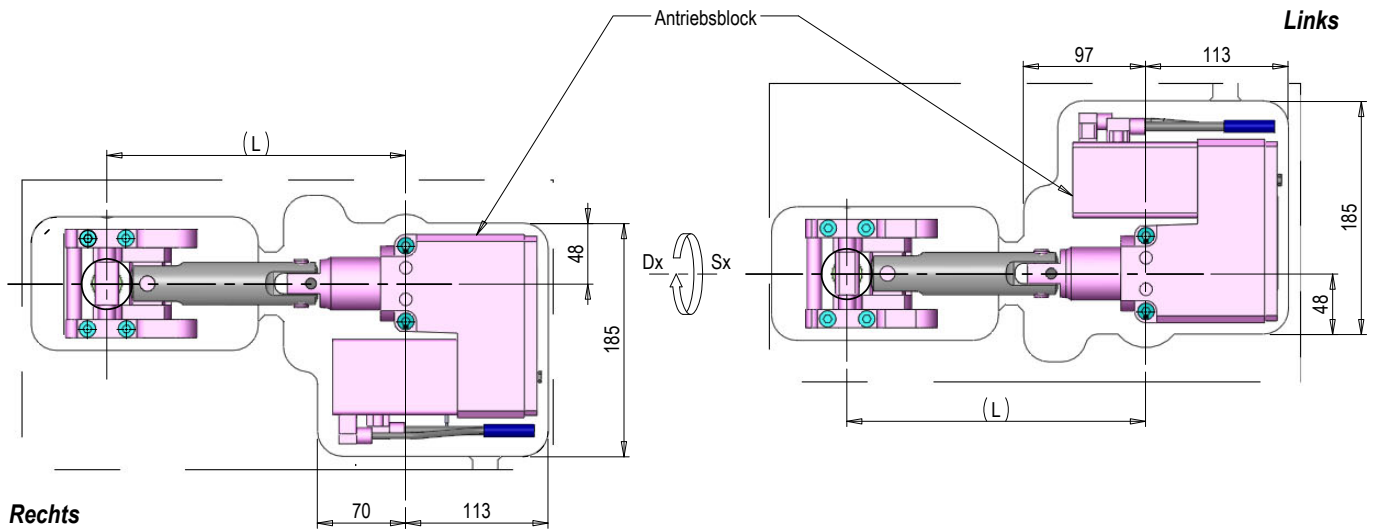 Antriebsblock
Links
97
113
(L)
185
48
Dx
Sx
48
185
(L)
70
113
Rechts